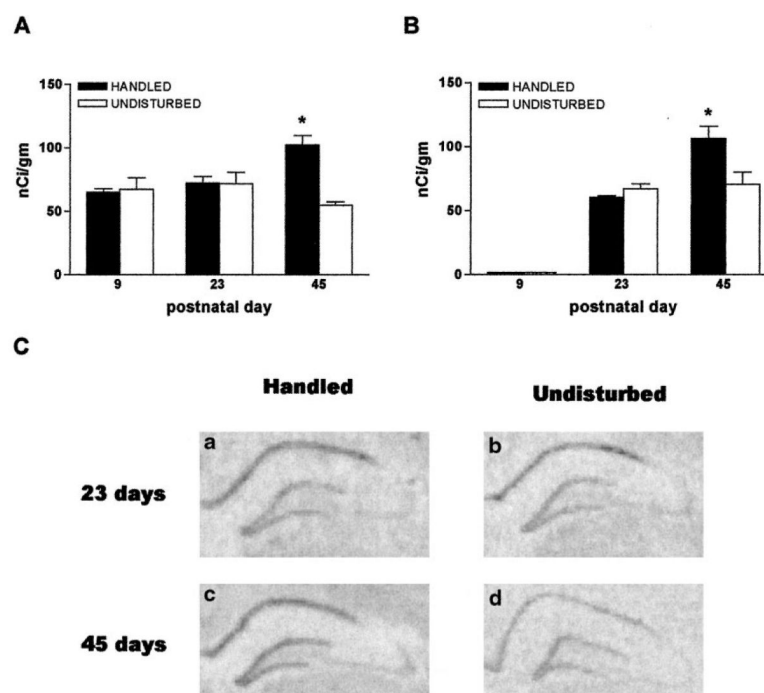 A
150
HANDLED
UNDISTURBED
*
100
nCi/gm
50
0
9 23 45
postnatal day
B
150
HANDLED
UNDISTURBED
*
100
nCi/gm
50
0
9 23 45
postnatal day
C
Handled Undisturbed
23 days
a b
45 days
c d